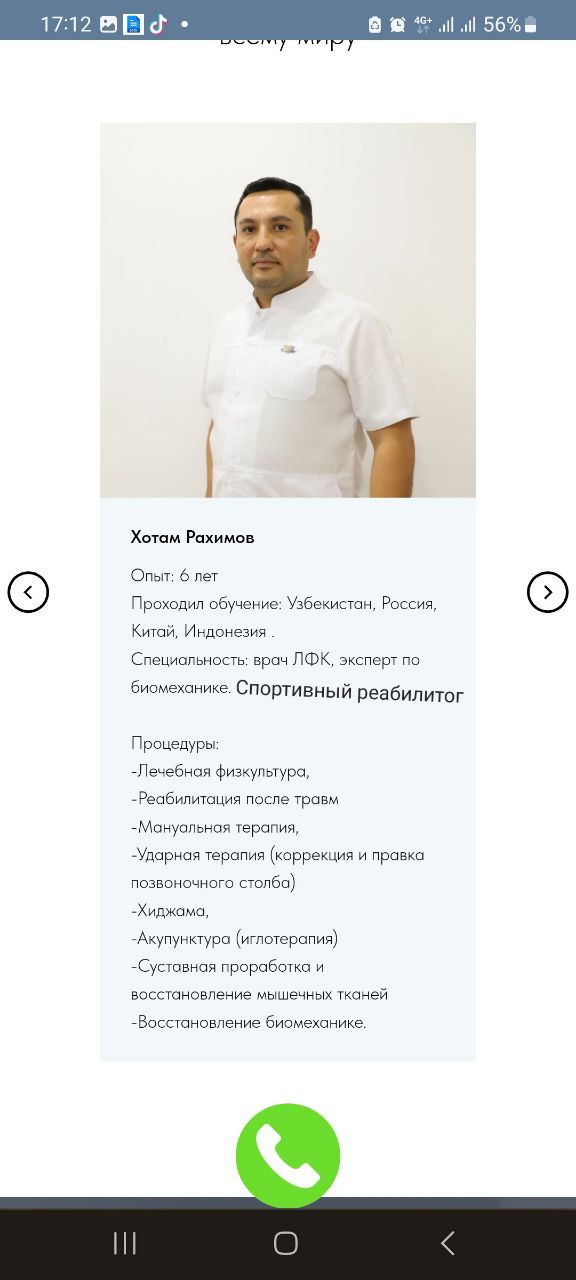 17:12
4G+
56%
всему миру
Хотам Рахимов
Опыт: 6 лет
Проходил обучение: Узбекистан, Россия,
Китай, Индонезия .
Специальность: врач ЛФК, эксперт по
биомеханике. Спортивный реабилитог
Процедуры:
-Лечебная физкультура,
-Реабилитация после травм
-Мануальная терапия,
-Ударная терапия (коррекция и правка
позвоночного столба)
-Хиджама,
-Акупунктура (иглотерапия)
-Суставная проработка и
восстановление мышечных тканей
-Восстановление биомеханике.